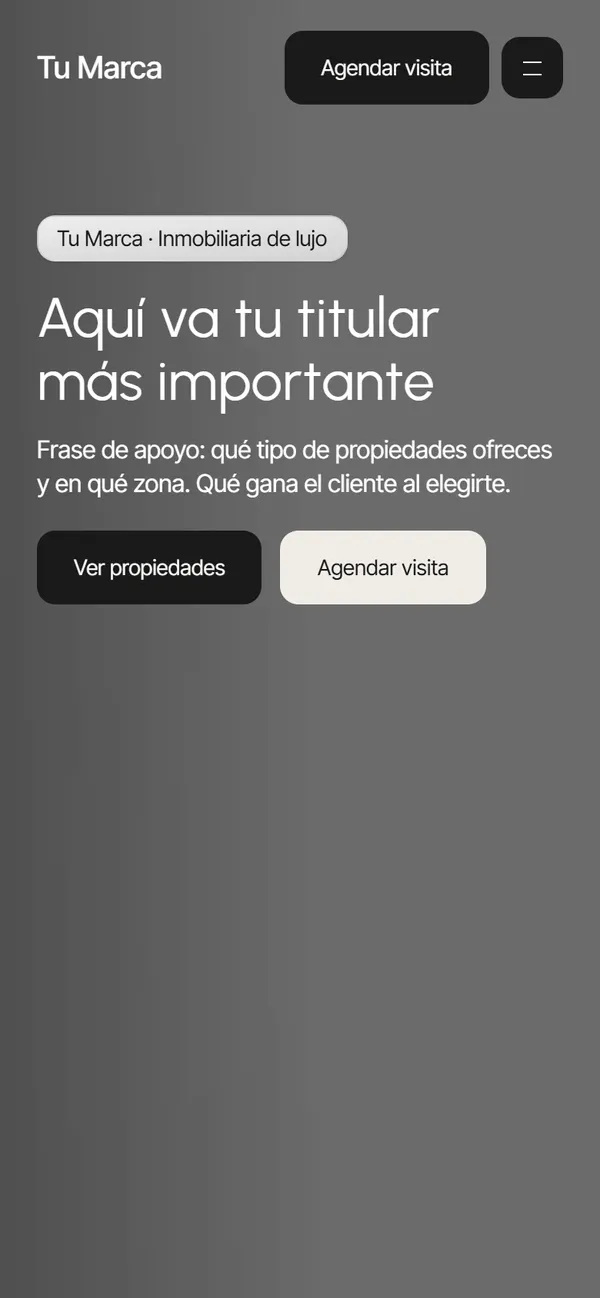 Tu Marca
Agendar visita
Tu Marca · Inmobiliaria de lujo
Aquí va tu titular
más importante
Frase de apoyo: qué tipo de propiedades ofreces
y en qué zona. Qué gana el cliente al elegirte.
Ver propiedades
Agendar visita